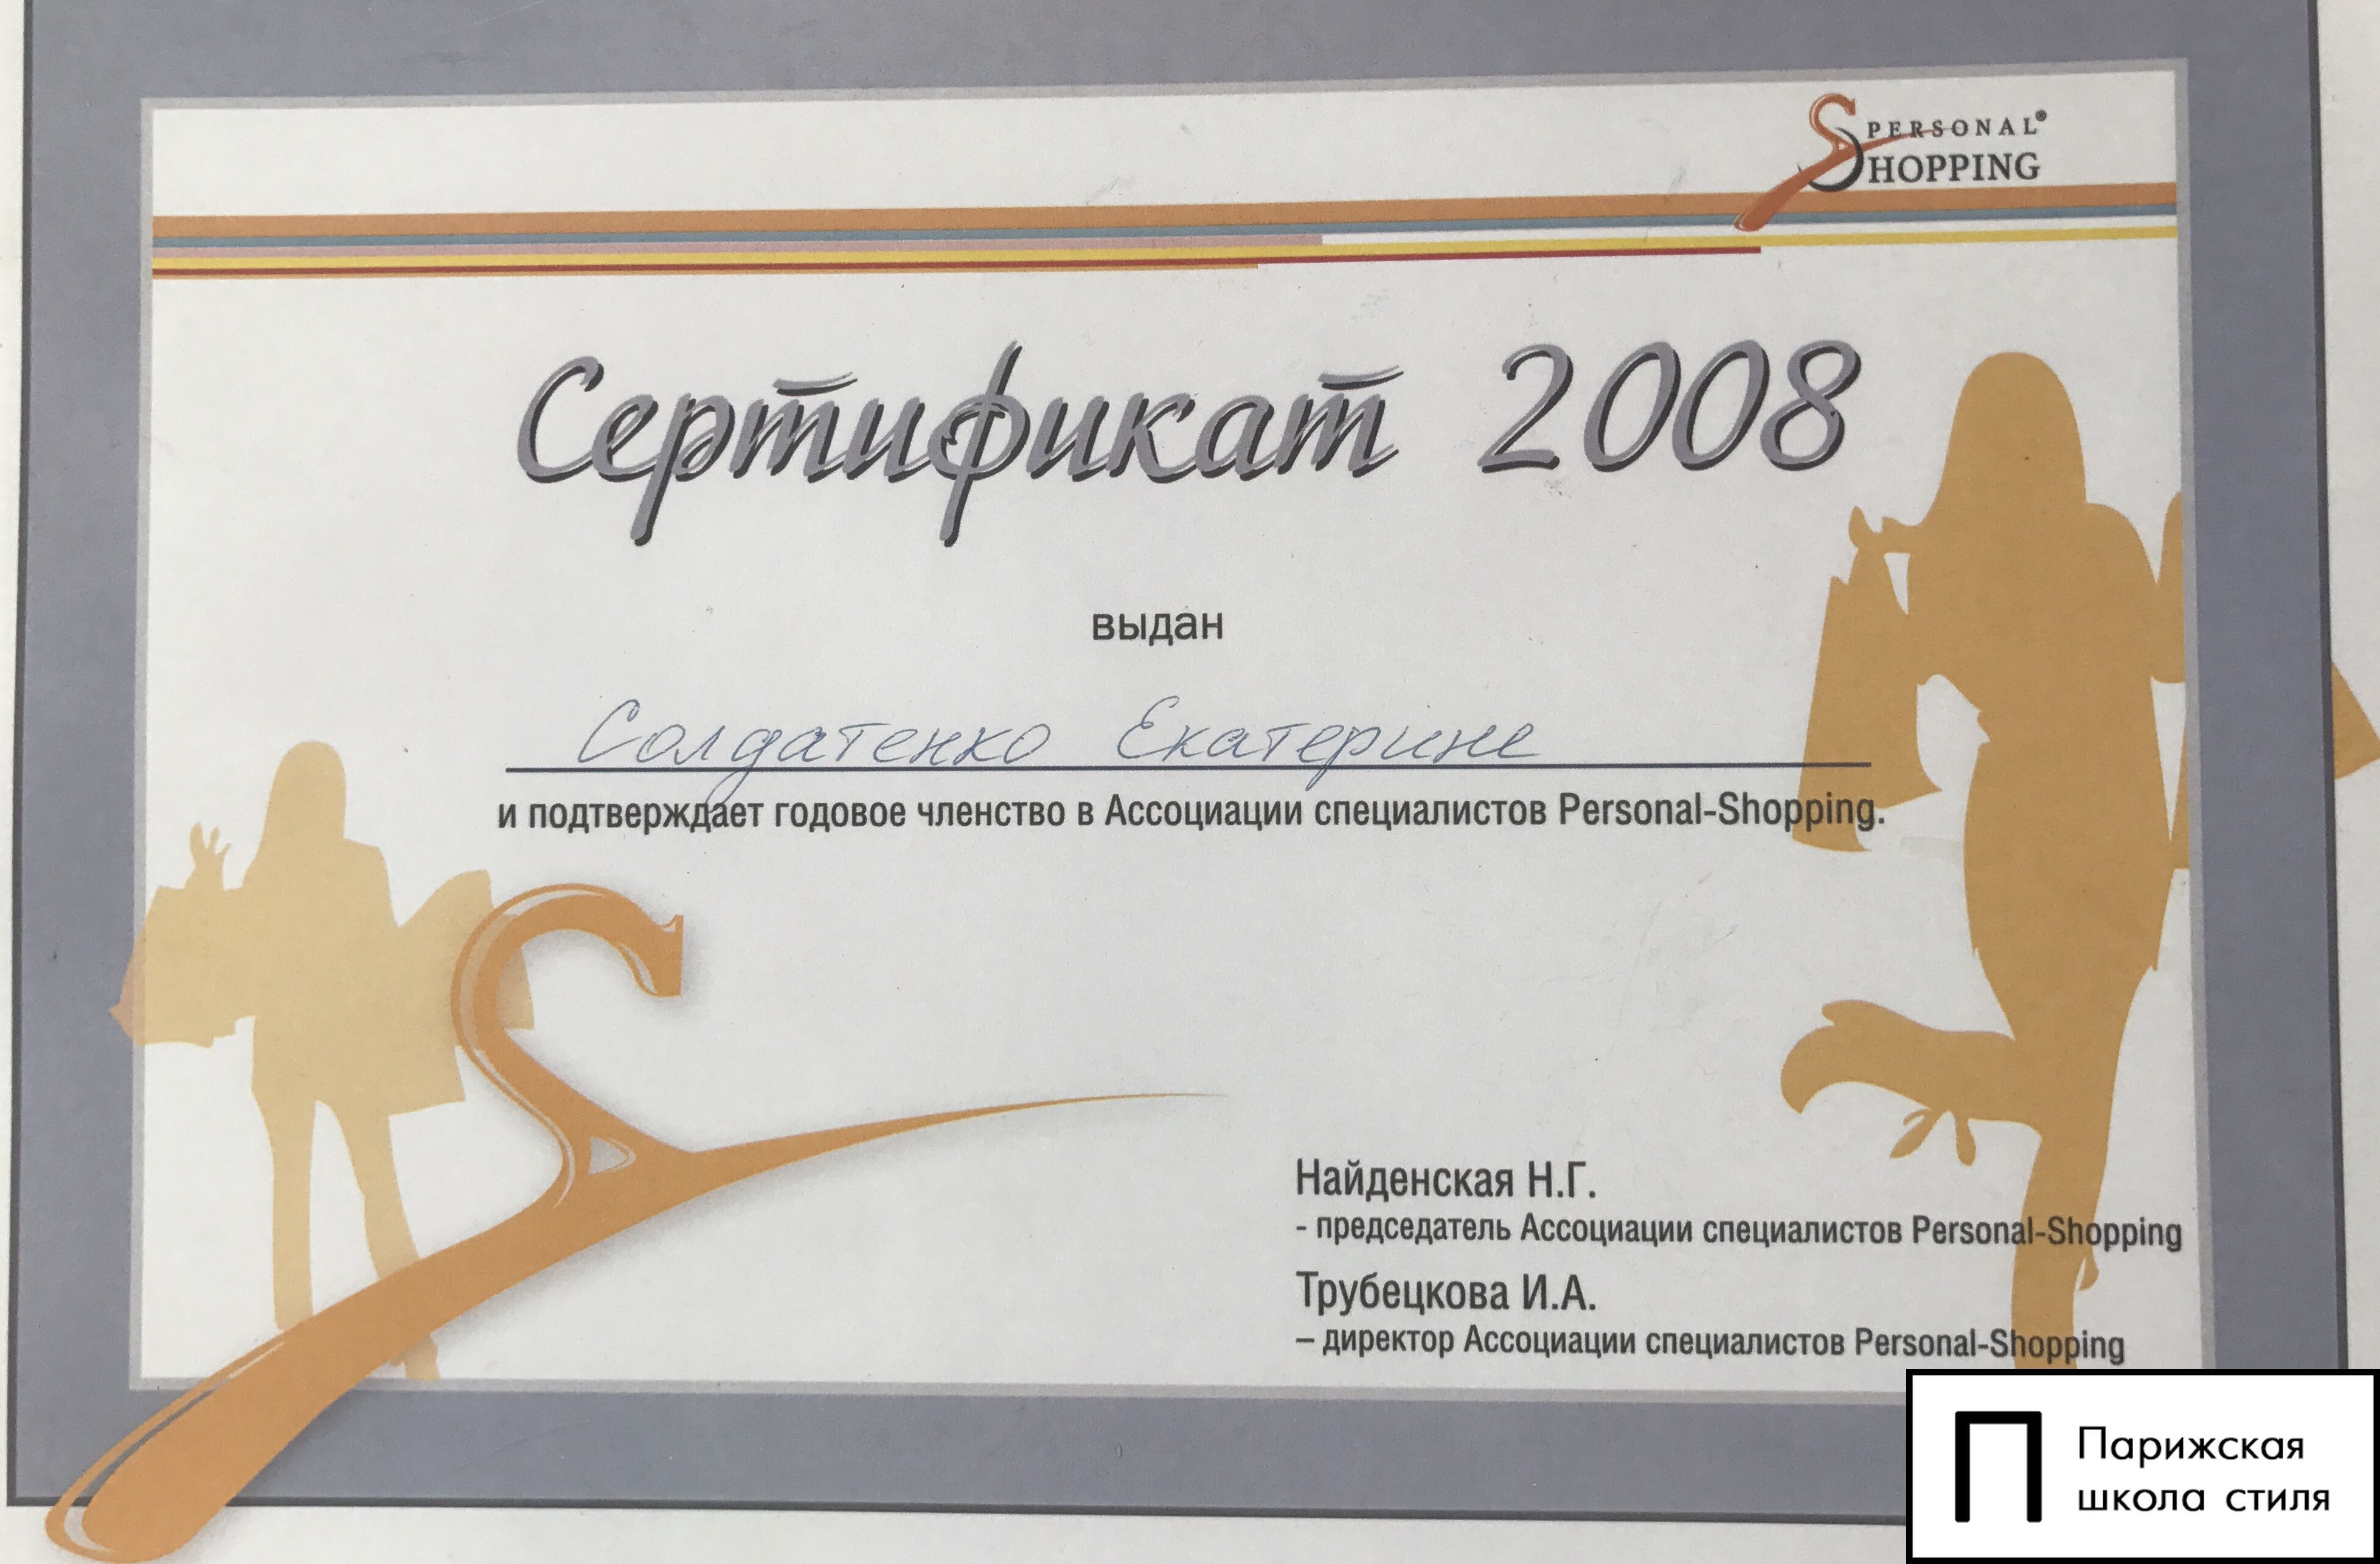 PERSONAL®
SHOPPING
Сертификат 2008
выдан
Солдатенко Екатерине
и подтверждает годовое членство в Ассоциации специалистов Personal-Shopping.
Найденская Н.Г.
- председатель Ассоциации специалистов Personal-Shopping
Трубецкова И.А.
– директор Ассоциации специалистов Personal-Shopping
П Парижская
школа стиля